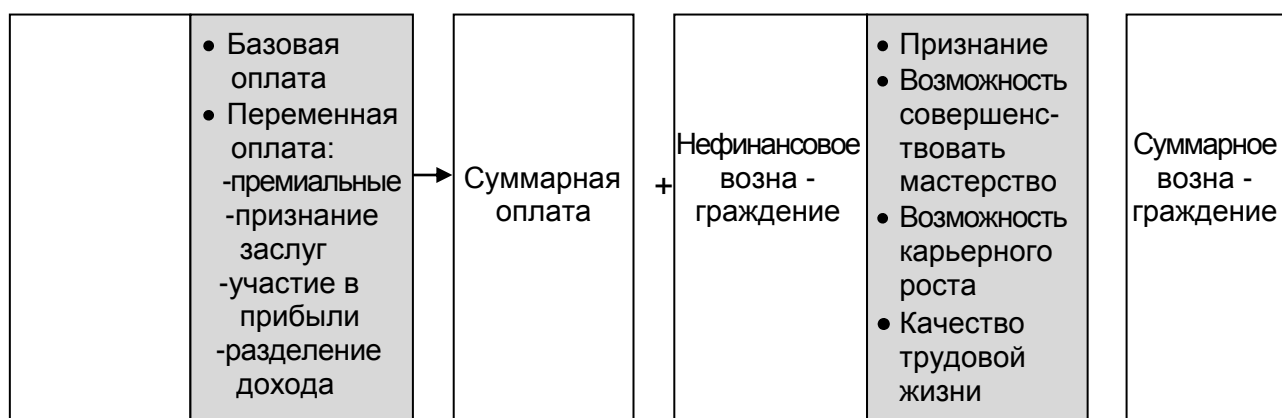 • Базовая
оплата
• Переменная
оплата:
-премиальные
-признание
заслуг
-участие в
прибыли
-разделение
дохода
Суммарная
оплата
+
Нефинансовое
возна -
граждение
• Признание
• Возможность
совершенс-
твовать
мастерство
• Возможность
карьерного
роста
• Качество
трудовой
жизни
Суммарное
возна -
граждение